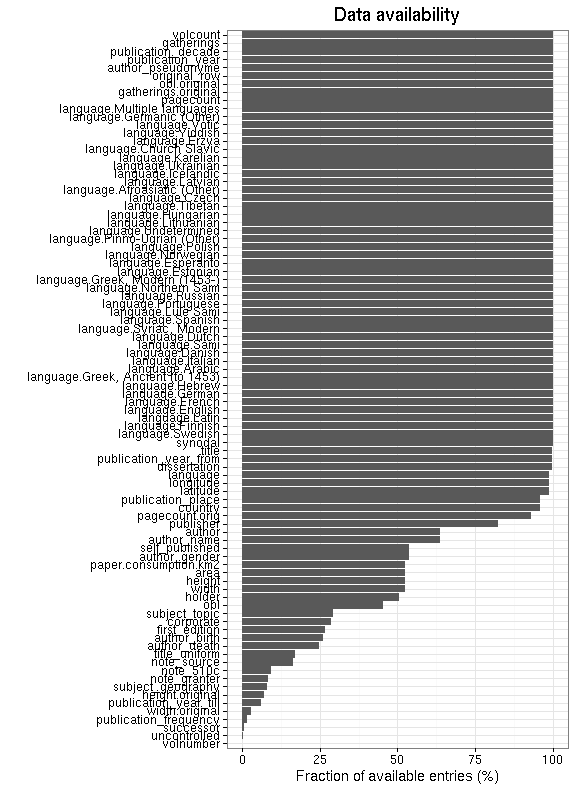 Data availability
volcount
gatherings
publication_decade
publication_year
author_pseudonyme
original_row
obl.original
gatherings.original
pagecount
language.Multiple languages
language.Germanic (Other)
language.Votic
language.Yiddish
language.Erzya
language.Church Slavic
language.Karelian
language.Ukrainian
language.Icelandic
language.Latvian
language.Afroasiatic (Other)
language.Czech
language.Tibetan
language.Hungarian
language.Lithuanian
language.Undetermined
language.Finno-Ugrian (Other)
language.Polish
language.Norwegian
language.Esperanto
language.Estonian
language.Greek, Modern (1453-)
language.Northern Sami
language.Russian
language.Portuguese
language.Lule Sami
language.Spanish
language.Syriac, Modern
language.Dutch
language.Sami
language.Danish
language.Italian
language.Arabic
language.Greek, Ancient (to 1453)
language.Hebrew
language.German
language.French
language.English
language.Latin
language.Finnish
language.Swedish
synodal
title
publication_year_from
dissertation
language
longitude
latitude
publication_place
country
pagecount.orig
publisher
author
author_name
self_published
author_gender
paper.consumption.km2
area
height
width
holder
obl
subject_topic
corporate
first_edition
author_birth
author_death
title_uniform
note_source
note_510c
note_granter
subject_geography
height.original
publication_year_till
width.original
publication_frequency
successor
uncontrolled
volnumber
0 25 50 75 100
Fraction of available entries (%)